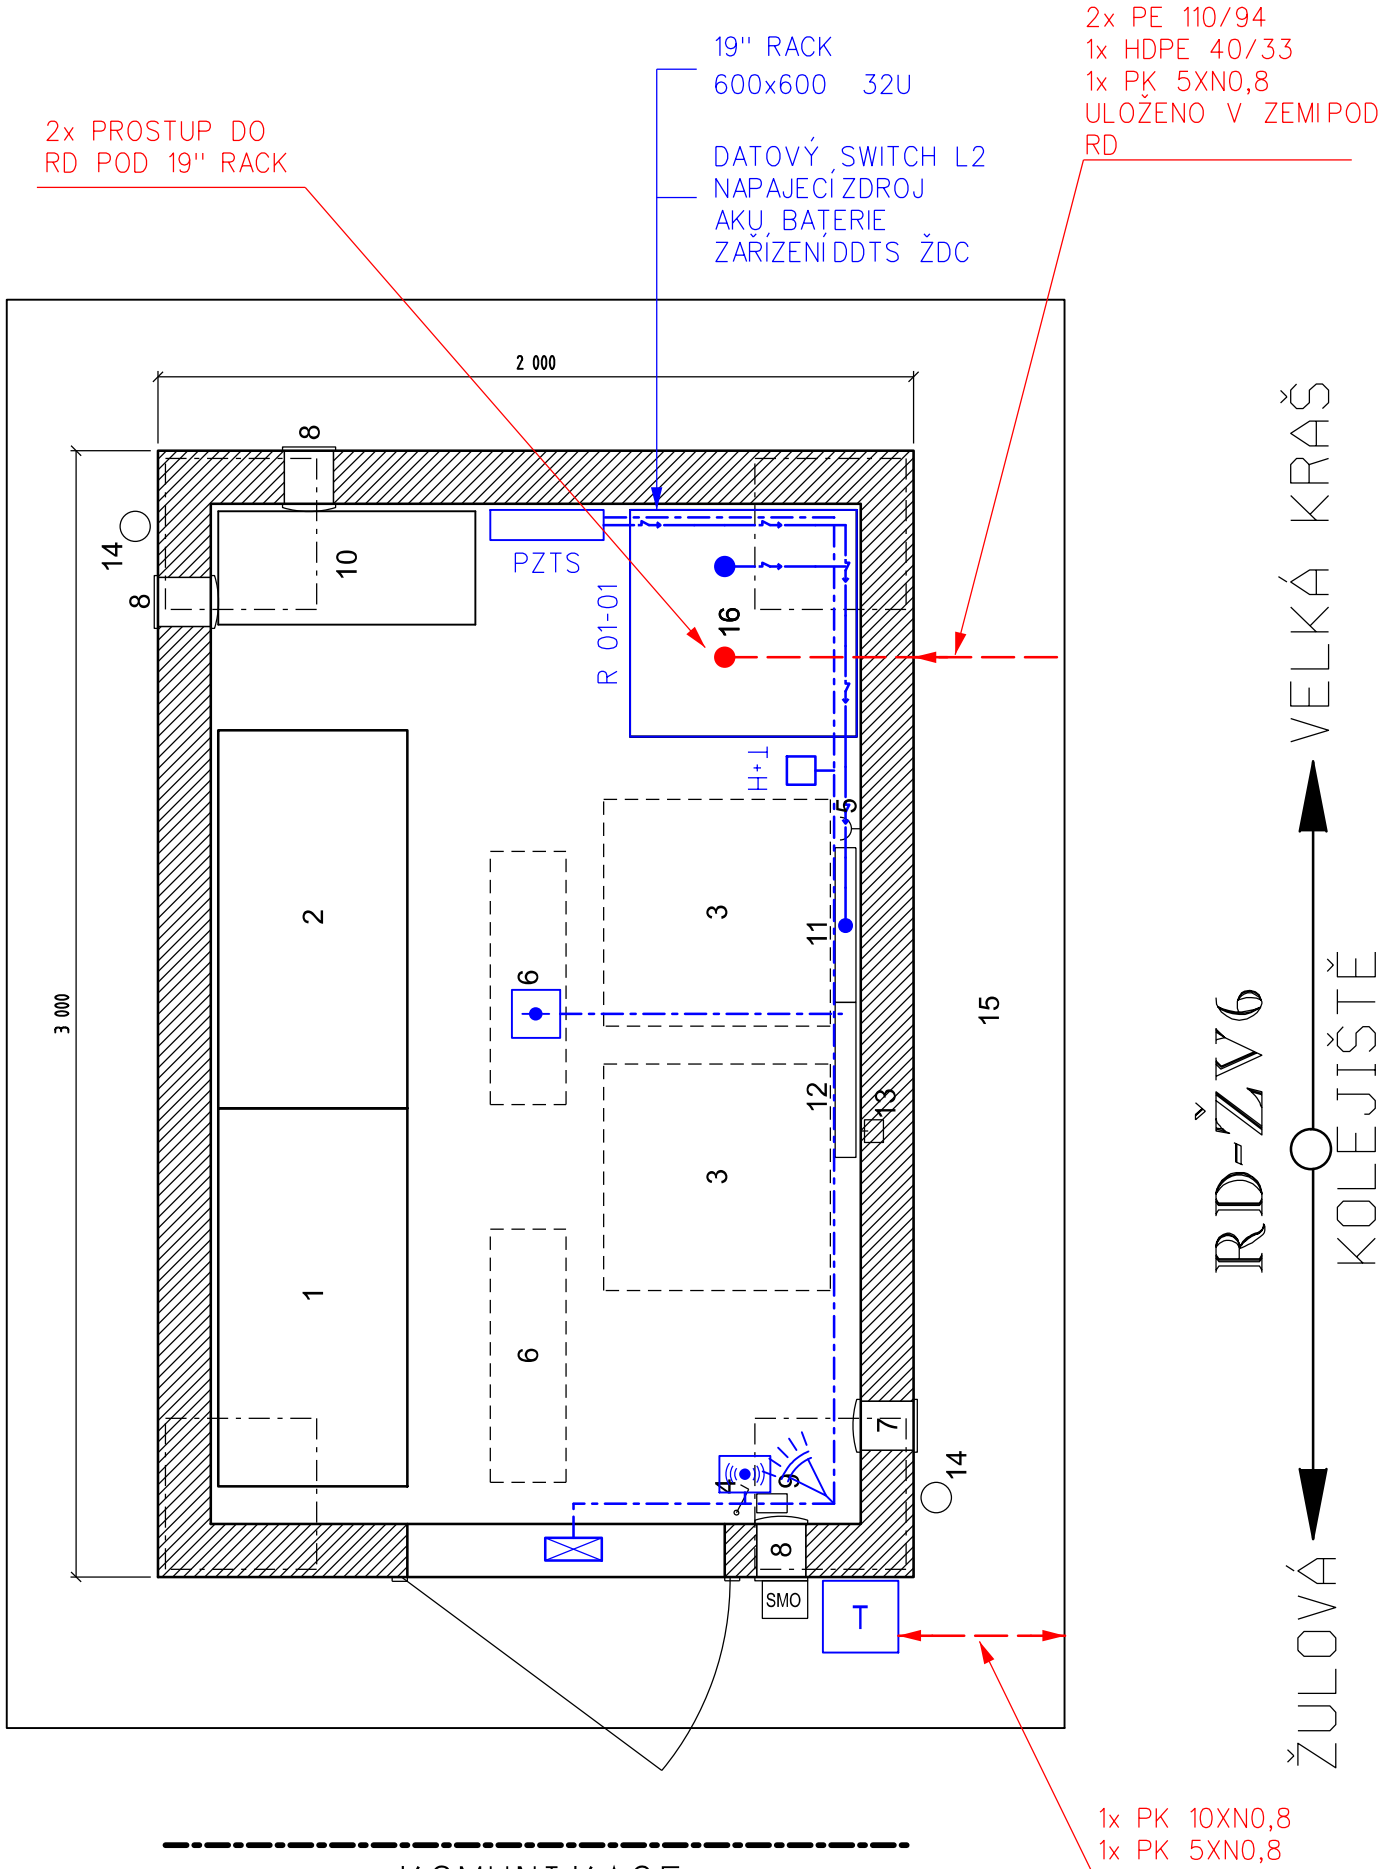 2x PE 110/94
1x HDPE 40/33
1x PK 5XN0,8
ULOŽENO V ZEMI POD
RD
19" RACK
600x600 32U
2x PROSTUP DO
RD POD 19" RACK
DATOVÝ SWITCH L2
NAPAJECÍ ZDROJ
AKU BATERIE
ZAŘÍZENÍ DDTS ŽDC
2 000
3 000
8
14
8
10
PZTS
R 01-01
16
H+T
2
3
5
11
6
15
12
13
3
1
6
7
4
9
14
8
SMO
T
VELKÁ KRAŠ
RD-ŽV6
KOLEJIŠTĚ
ŽULOVÁ
1x PK 10XN0,8
1x PK 5XN0,8